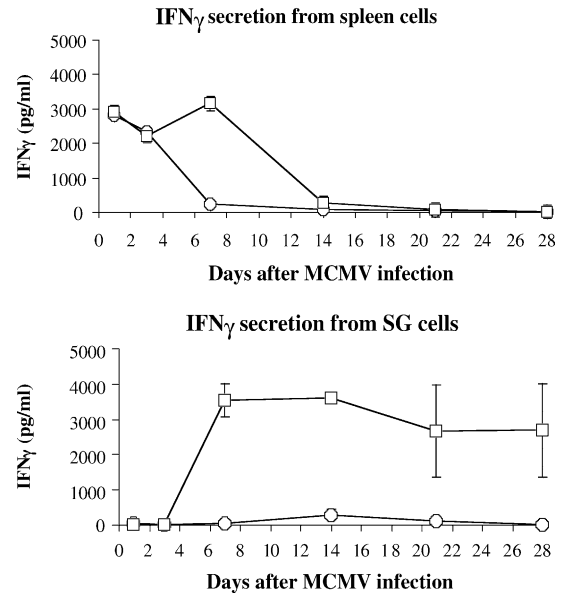 IFNγ secretion from spleen cells
5000
4000
3000
2000
1000
0
IFNγ (pg/ml)
0 2 4 6 8 10 12 14 16 18 20 22 24 26 28
Days after MCMV infection
IFNγ secretion from SG cells
5000
4000
3000
2000
1000
0
IFNγ (pg/ml)
0 2 4 6 8 10 12 14 16 18 20 22 24 26 28
Days after MCMV infection